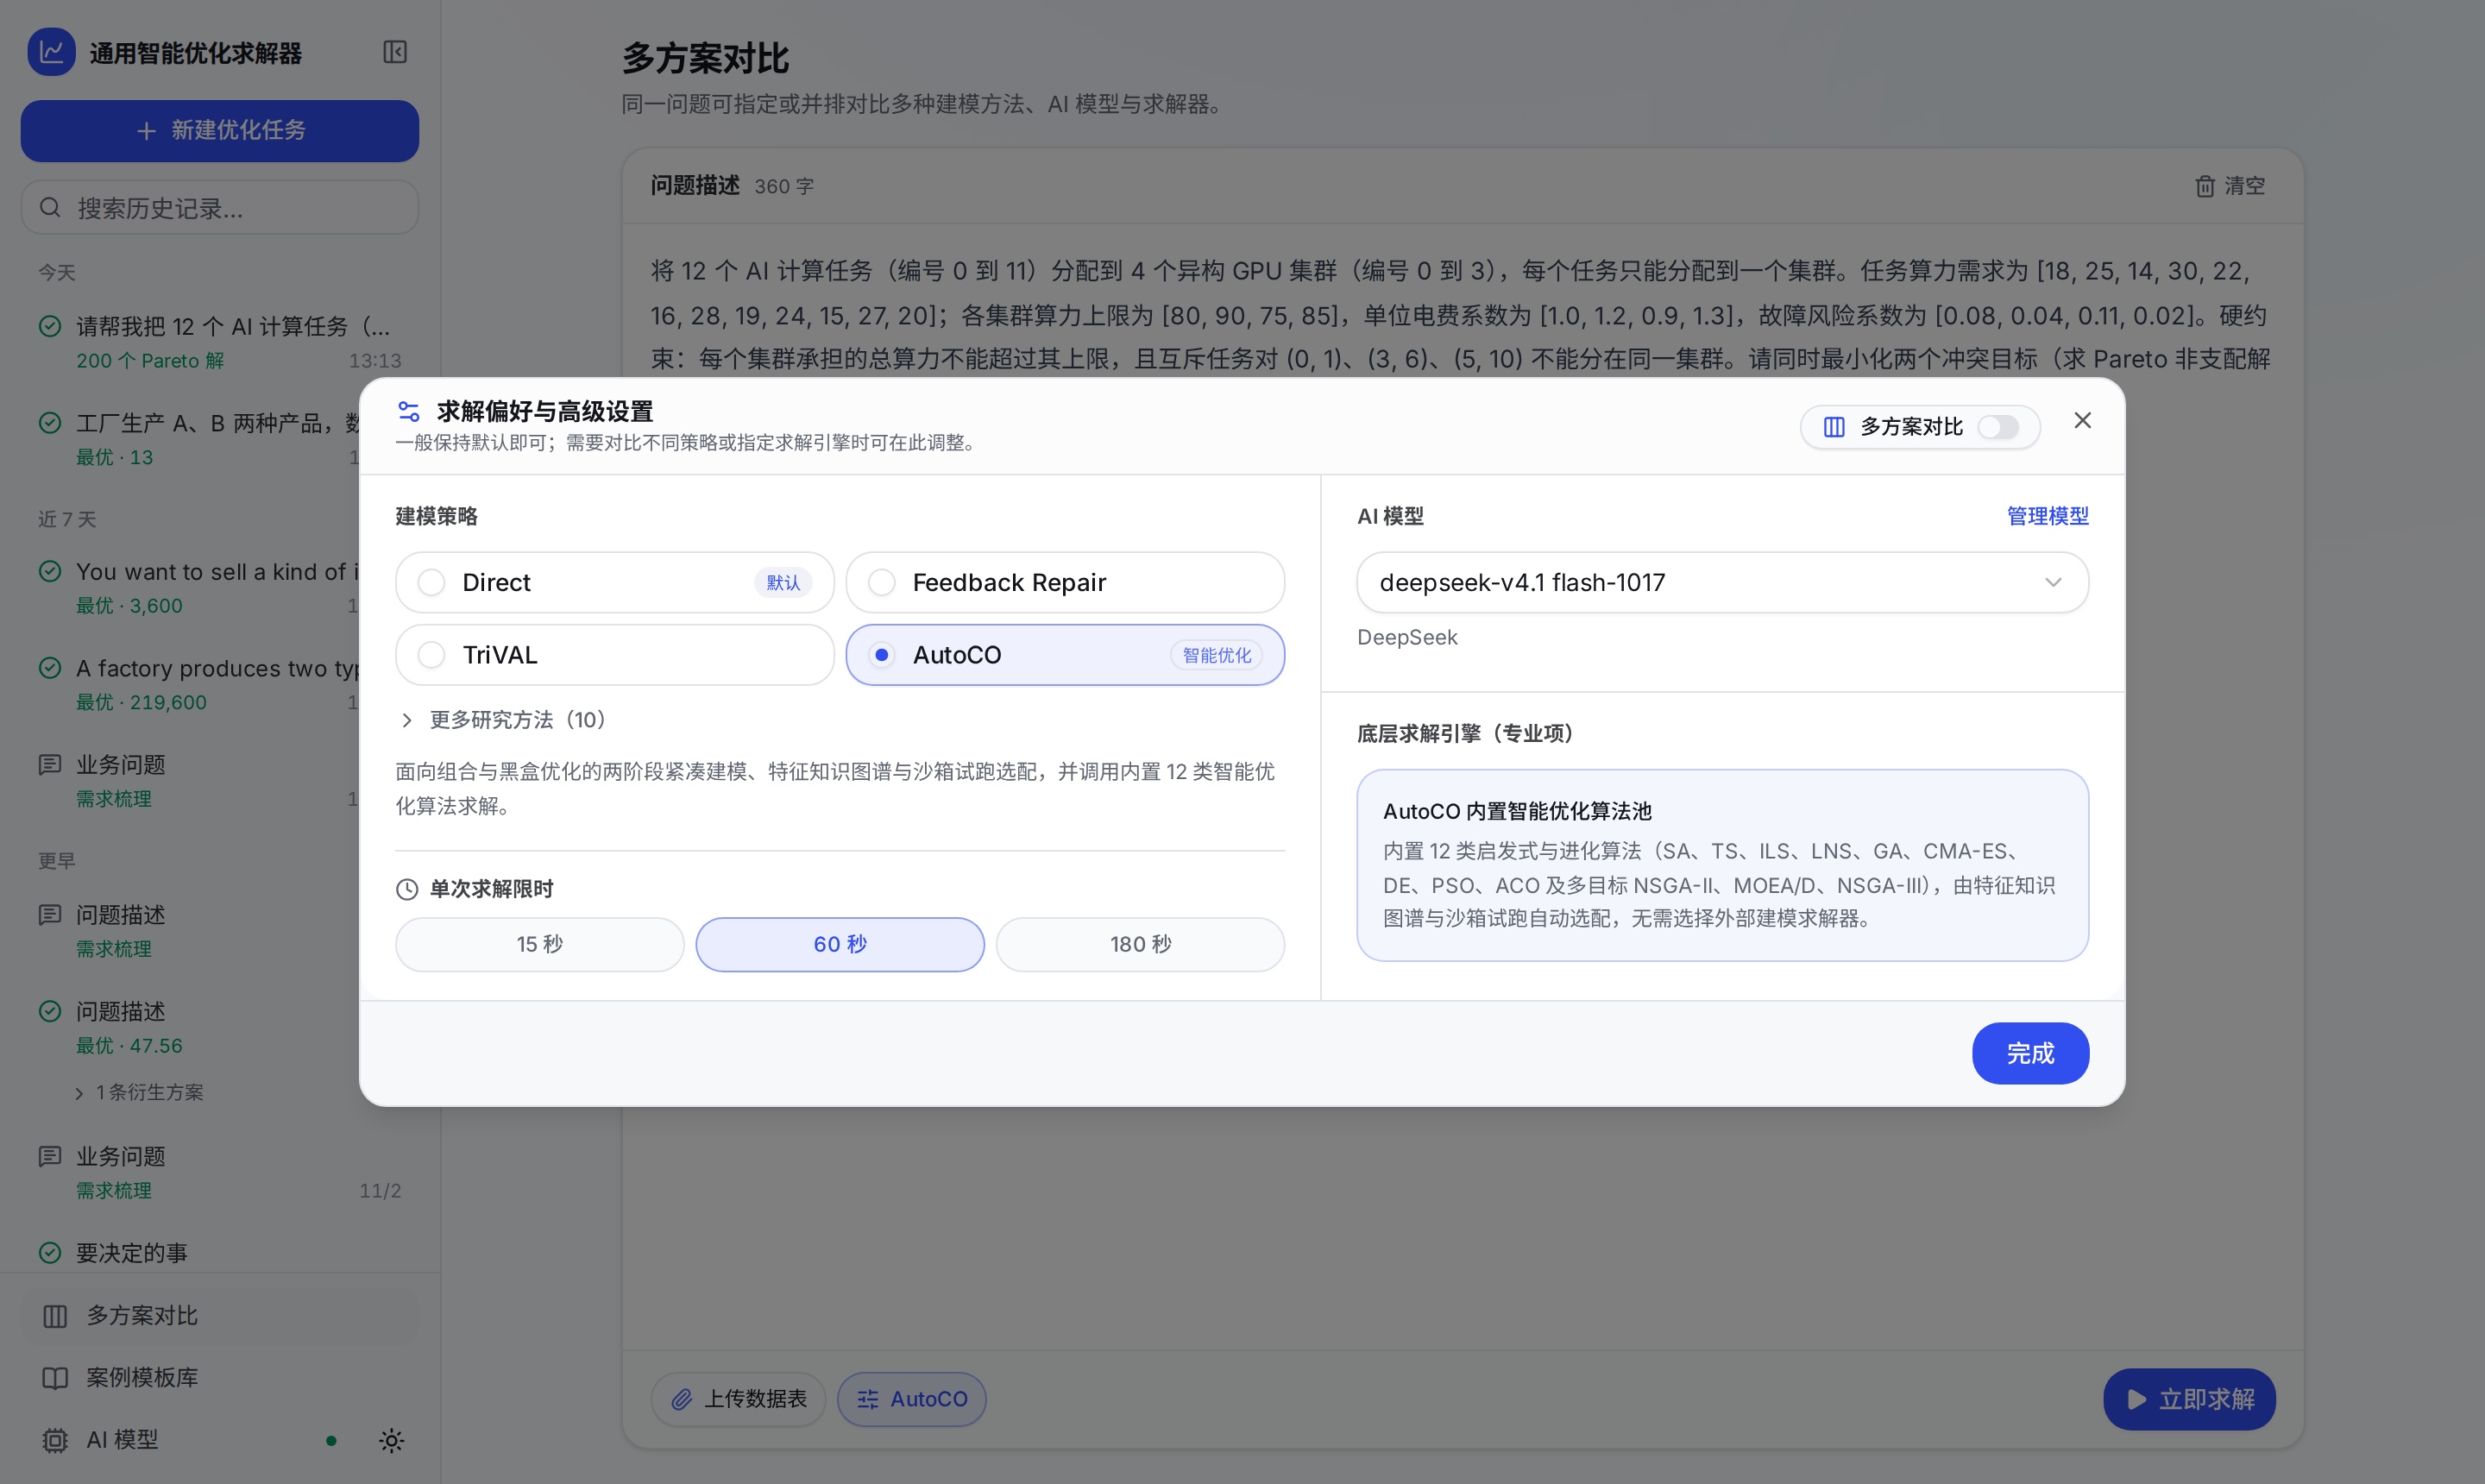 通用智能优化求解器
新建优化任务
搜索历史记录...
今天
请帮我把 12 个 AI 计算任务（...
200 个 Pareto 解
13:13
工厂生产 A、B 两种产品，数
最优 · 13
1
近 7 天
You want to sell a kind of i
最优 · 3,600
1
A factory produces two typ
最优 · 219,600
1
业务问题
需求梳理
1
更早
问题描述
需求梳理
问题描述
最优 · 47.56
1 条衍生方案
业务问题
需求梳理
11/2
要决定的事
多方案对比
案例模板库
AI 模型
多方案对比
同一问题可指定或并排对比多种建模方法、AI 模型与求解器。
问题描述 360 字
清空
将 12 个 AI 计算任务（编号 0 到 11）分配到 4 个异构 GPU 集群（编号 0 到 3），每个任务只能分配到一个集群。任务算力需求为 [18, 25, 14, 30, 22,
16, 28, 19, 24, 15, 27, 20]；各集群算力上限为 [80, 90, 75, 85]，单位电费系数为 [1.0, 1.2, 0.9, 1.3]，故障风险系数为 [0.08, 0.04, 0.11, 0.02]。硬约
束：每个集群承担的总算力不能超过其上限，且互斥任务对 (0, 1)、(3, 6)、(5, 10) 不能分在同一集群。请同时最小化两个冲突目标（求 Pareto 非支配解
求解偏好与高级设置
一般保持默认即可；需要对比不同策略或指定求解引擎时可在此调整。
多方案对比
建模策略
Direct
默认
Feedback Repair
TriVAL
AutoCO
智能优化
更多研究方法（10）
面向组合与黑盒优化的两阶段紧凑建模、特征知识图谱与沙箱试跑选配，并调用内置 12 类智能优
化算法求解。
单次求解限时
15 秒
60 秒
180 秒
AI 模型
管理模型
deepseek-v4.1 flash-1017
DeepSeek
底层求解引擎（专业项）
AutoCO 内置智能优化算法池
内置 12 类启发式与进化算法（SA、TS、ILS、LNS、GA、CMA-ES、
DE、PSO、ACO 及多目标 NSGA-II、MOEA/D、NSGA-III），由特征知识
图谱与沙箱试跑自动选配，无需选择外部建模求解器。
完成
上传数据表
AutoCO
立即求解